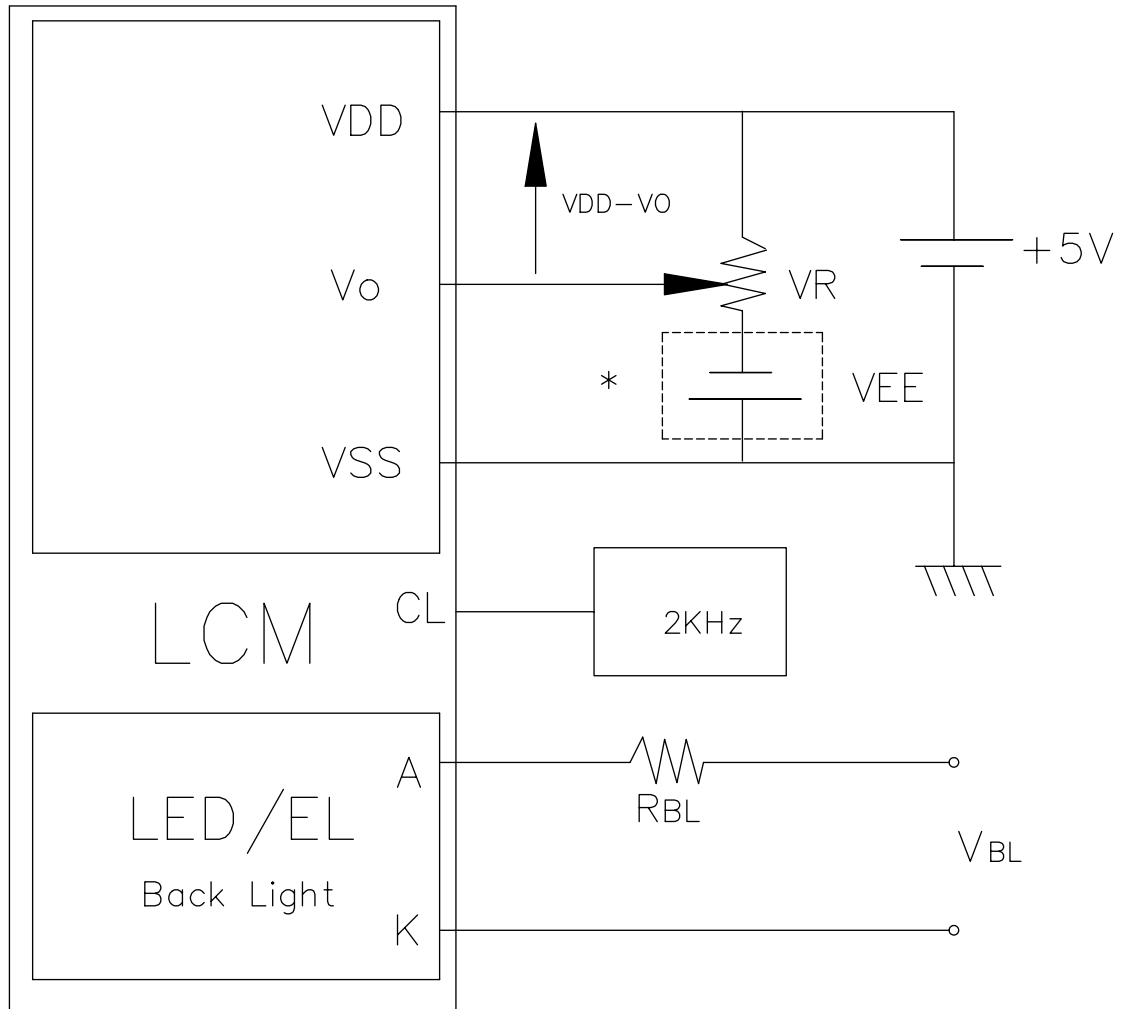 VDD
VDD-VO
+5V
Vo
VR
*
VEE
VSS
CL
2KHz
LCM
A
RBL
LED/EL
VBL
Back Light
K